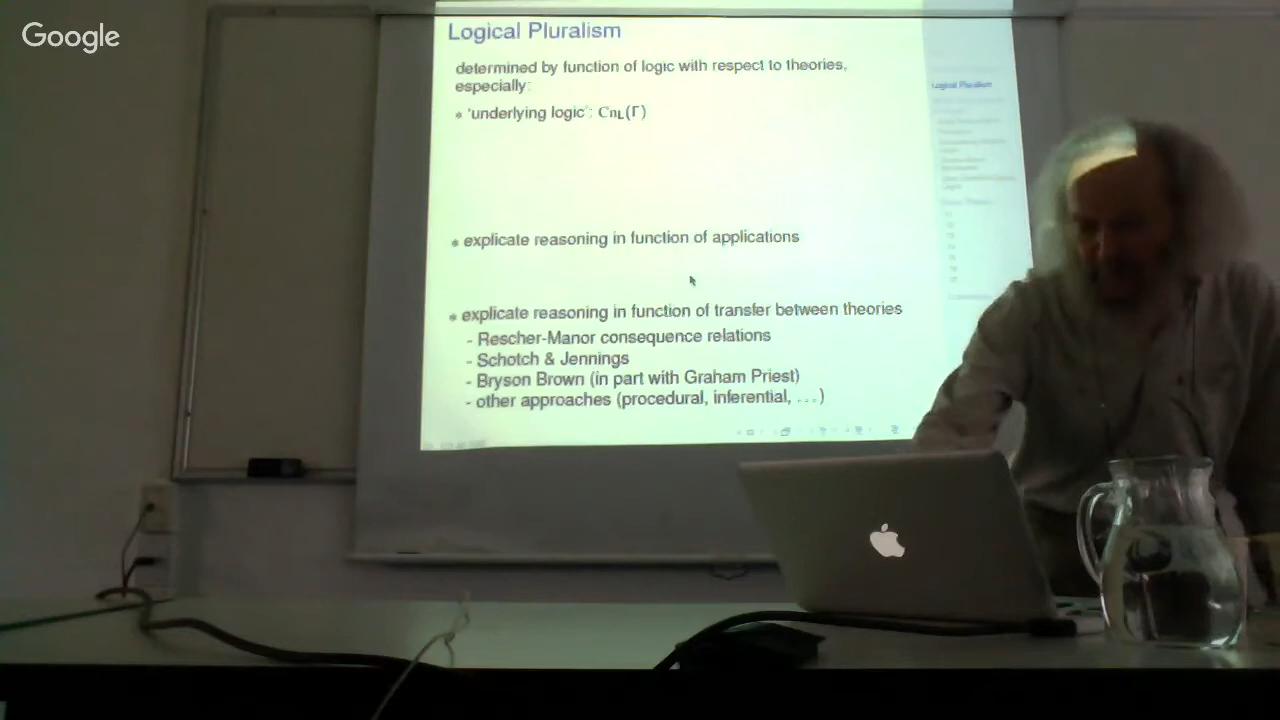 Google
Logical Pluralism
determined by function of logic with respect to theories,
especially:
* 'underlying logic': Cn_L(Γ)
* explicate reasoning in function of applications
* explicate reasoning in function of transfer between theories
- Rescher-Manor consequence relations
- Schotch & Jennings
- Bryson Brown (in part with Graham Priest)
- other approaches (procedural, inferential, ...)
Logical Pluralism